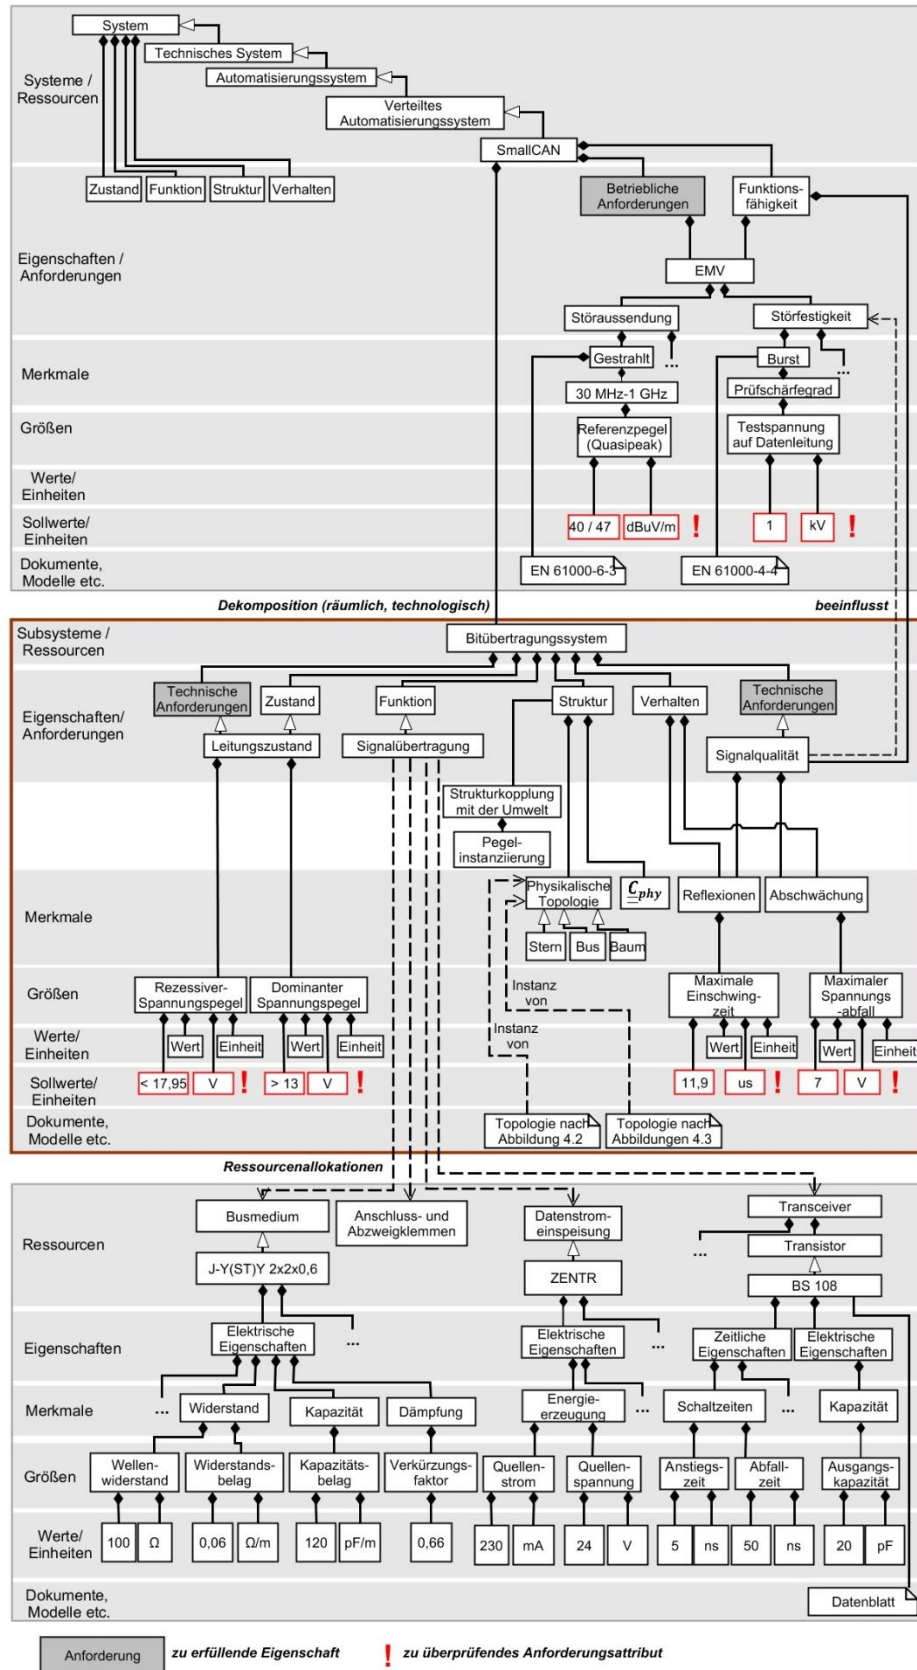 System
Technisches System
Automatisierungssystem
Verteiltes
Automatisierungssystem
SmallCAN
Systeme /
Ressourcen
Zustand
Funktion
Struktur
Verhalten
Betriebliche
Anforderungen
Funktions-
fähigkeit
Eigenschaften /
Anforderungen
EMV
Störaussendung
Störfestigkeit
Merkmale
Gestrahlt
...
Burst
...
30 MHz-1 GHz
Prüfschärfegrad
Größen
Referenzpegel
(Quasipeak)
Testspannung
auf Datenleitung
Werte/
Einheiten
Sollwerte/
Einheiten
40 / 47
dBuV/m
!
1
kV
!
Dokumente,
Modelle etc.
EN 61000-6-3
EN 61000-4-4
Dekomposition (räumlich, technologisch)
beeinflusst
Subsysteme /
Ressourcen
Bitübertragungssystem
Eigenschaften/
Anforderungen
Technische
Anforderungen
Zustand
Funktion
Struktur
Verhalten
Technische
Anforderungen
Leitungszustand
Signalübertragung
Signalqualität
Strukturkopplung
mit der Umwelt
Pegel-
instanziierung
Merkmale
Physikalische
Topologie
C phy
Reflexionen
Abschwächung
Stern
Bus
Baum
Größen
Rezessiver-
Spannungspegel
Dominanter
Spannungspegel
Instanz
von
Instanz
von
Maximale
Einschwing-
zeit
Maximaler
Spannungs
-abfall
Werte/
Einheiten
Wert
Einheit
Wert
Einheit
Wert
Einheit
Wert
Einheit
Sollwerte/
Einheiten
< 17,95
V
!
> 13
V
!
11,9
us
!
7
V
!
Dokumente,
Modelle etc.
Topologie nach
Abbildung 4.2
Topologie nach
Abbildungen 4.3
Ressourcenallokationen
Ressourcen
Busmedium
Anschluss- und
Abzweigklemmen
Datenstrom-
einspeisung
Transceiver
...
Transistor
J-Y(ST)Y 2x2x0,6
ZENTR
BS 108
Eigenschaften
Elektrische
Eigenschaften
...
Elektrische
Eigenschaften
...
Zeitliche
Eigenschaften
Elektrische
Eigenschaften
Merkmale
...
Widerstand
Kapazität
Dämpfung
Energie-
erzeugung
...
Schaltzeiten
...
Kapazität
Größen
Wellen-
widerstand
Widerstands-
belag
Kapazitäts-
belag
Verkürzungs-
faktor
Quellen-
strom
Quellen-
spannung
Anstiegs-
zeit
Abfall-
zeit
Ausgangs-
kapazität
Werte/
Einheiten
100
Ω
0,06
Ω/m
120
pF/m
0,66
230
mA
24
V
5
ns
50
ns
20
pF
Dokumente,
Modelle etc.
Datenblatt
Anforderung
zu erfüllende Eigenschaft
!
zu überprüfendes Anforderungsattribut